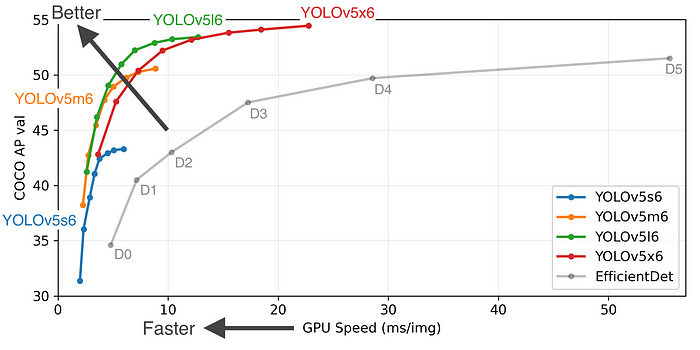 Better
YOLOv5l6
YOLOv5x6
55
50
45
40
35
30
COCO AP val
YOLOv5m6
YOLOv5s6
D0
D1
D2
D3
D4
D5
YOLOv5s6
YOLOv5m6
YOLOv5l6
YOLOv5x6
EfficientDet
0
10
20
30
40
50
Faster
GPU Speed (ms/img)